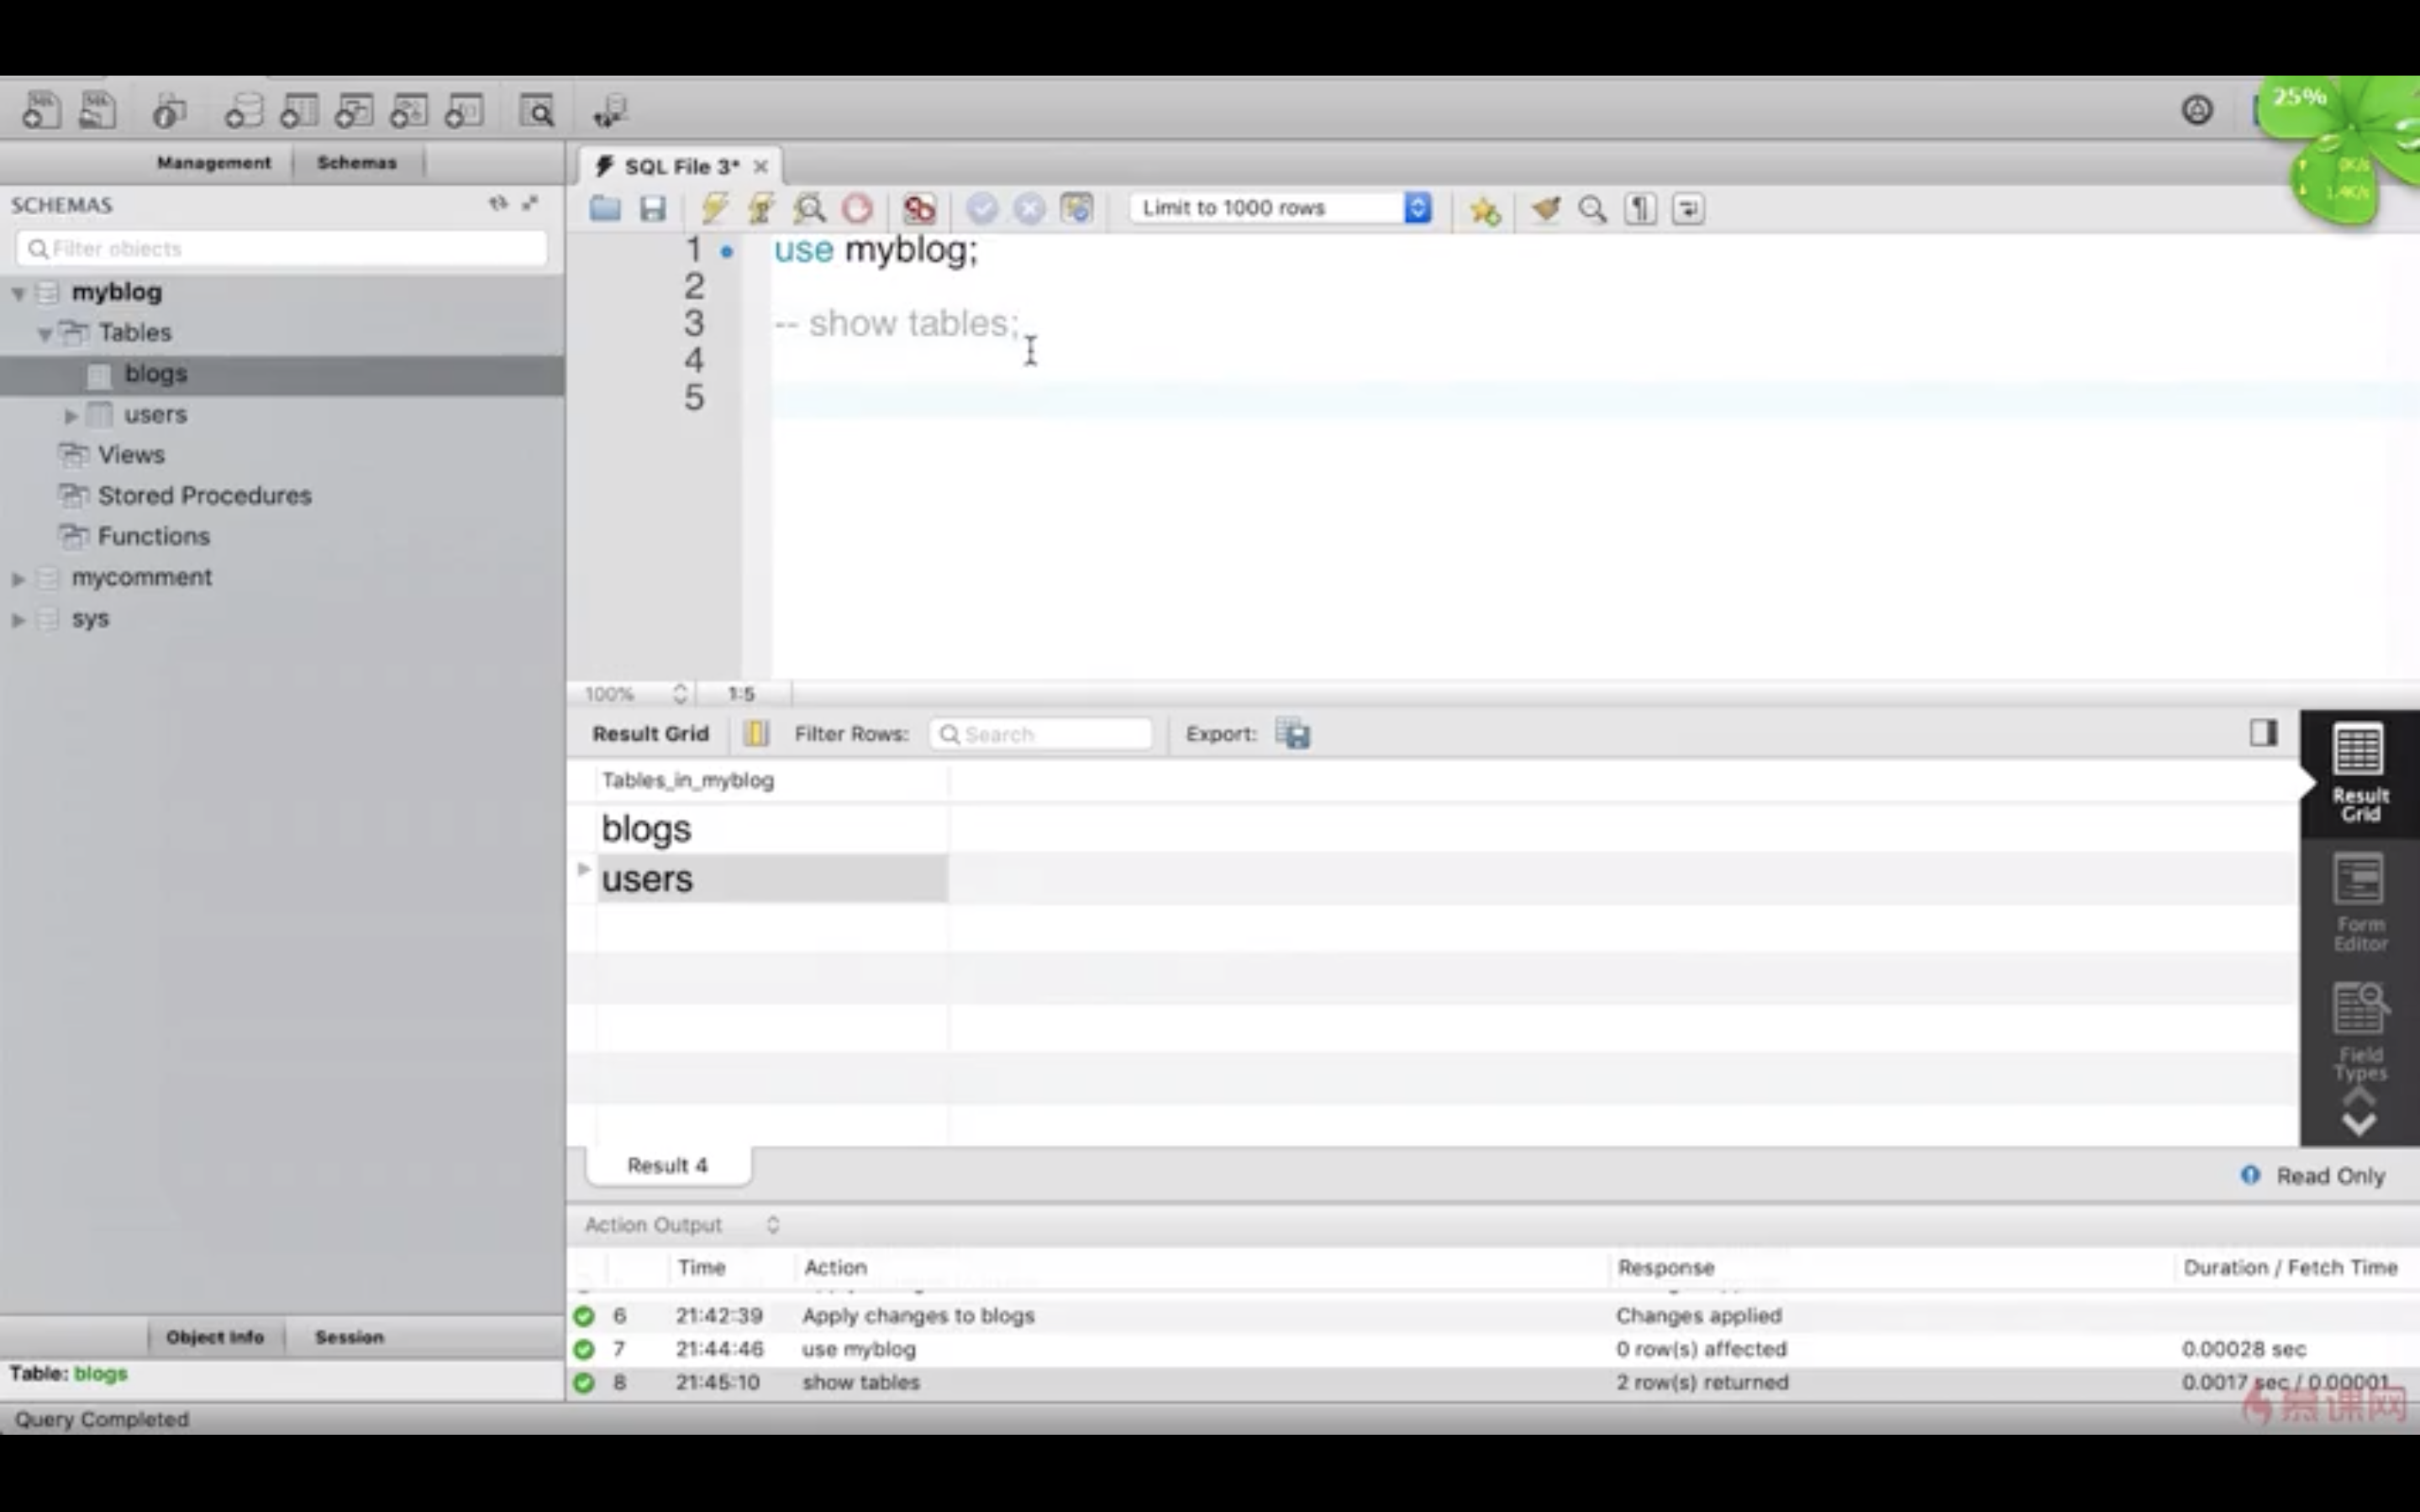 25%
0K/s
1.4K/s
Management
Schemas
SQL File 3*
SCHEMAS
Limit to 1000 rows
Filter objects
myblog
Tables
blogs
users
Views
Stored Procedures
Functions
mycomment
sys
1 use myblog;
2
3 -- show tables;
4
5
100%
1:5
Result Grid
Filter Rows:
Search
Export:
Tables_in_myblog
blogs
users
Result
Grid
Form
Editor
Field
Types
Result 4
Read Only
Action Output
Time Action Response Duration / Fetch Time
6 21:42:39 Apply changes to blogs Changes applied
7 21:44:46 use myblog 0 row(s) affected 0.00028 sec
8 21:45:10 show tables 2 row(s) returned 0.0017 sec / 0.00001
Object Info
Session
Table: blogs
Query Completed
慕课网